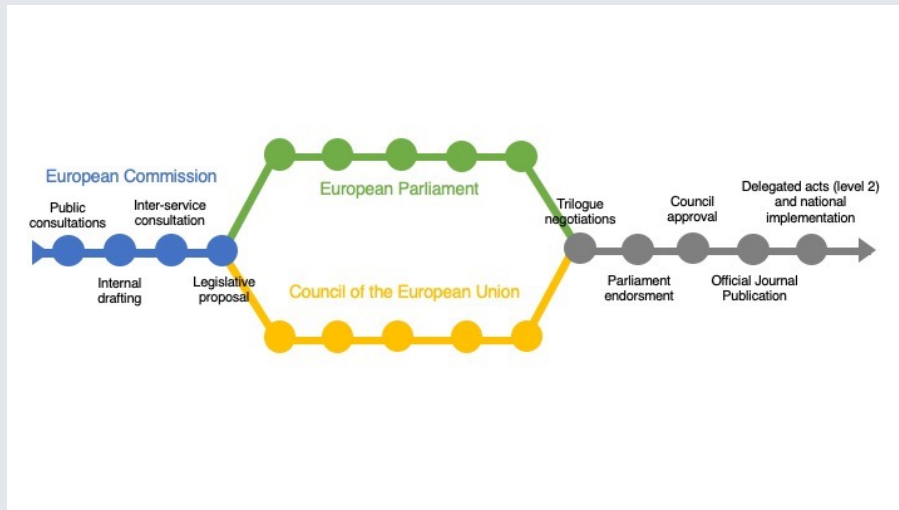 European Commission
Public
consultations
Inter-service
consultation
Internal
drafting
Legislative
proposal
European Parliament
Council of the European Union
Trilogue
negotiations
Parliament
endorsment
Council
approval
Official Journal
Publication
Delegated acts (level 2)
and national
implementation